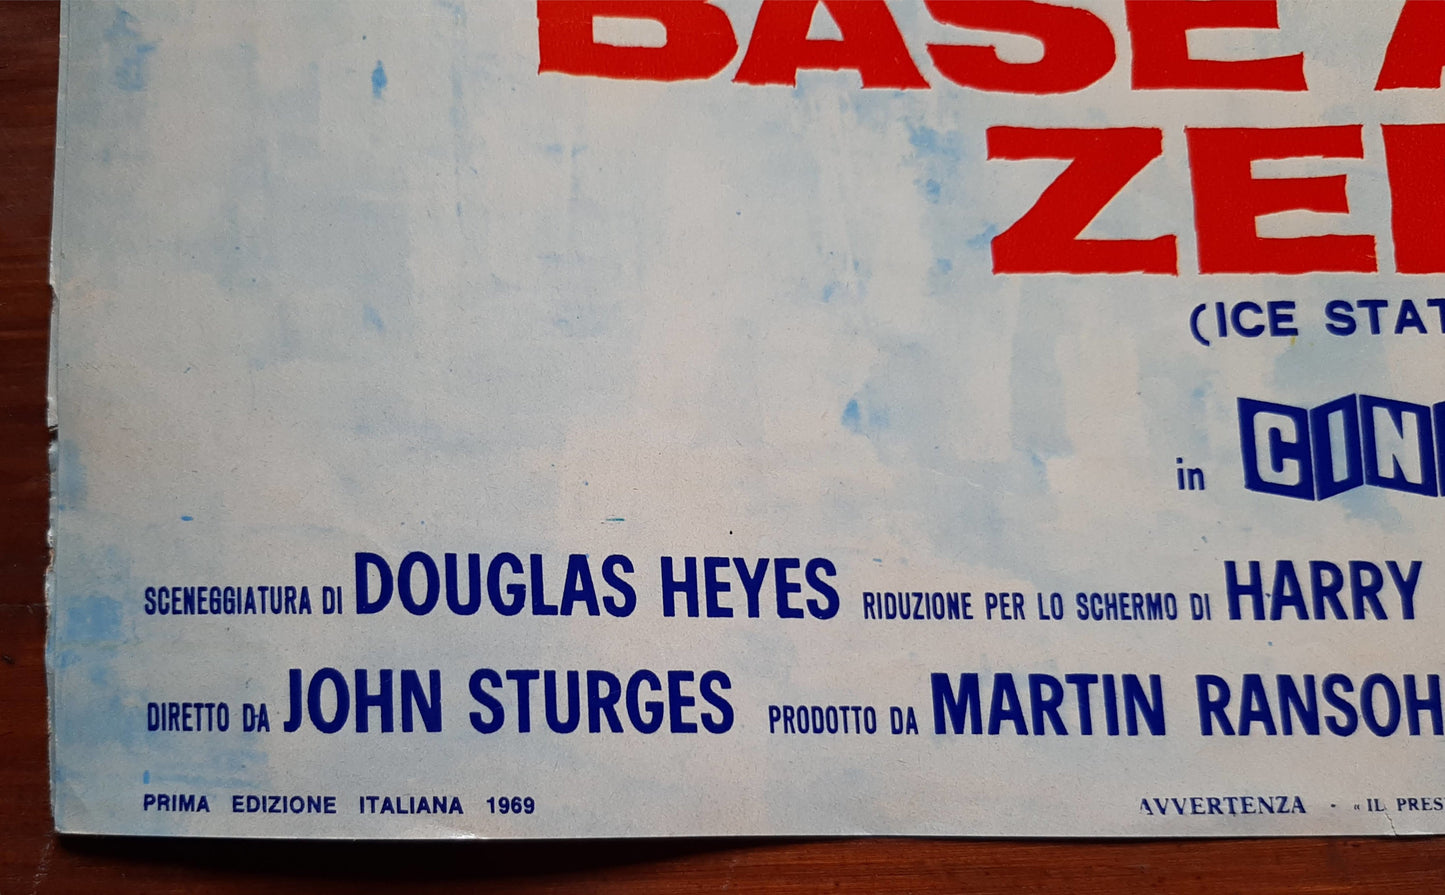 BASE A
ZER
(ICE STAT
in CIN
SCENEGGIATURA DI DOUGLAS HEYES RIDUZIONE PER LO SCHERMO DI HARRY
DIRETTO DA JOHN STURGES PRODOTTO DA MARTIN RANSOH
PRIMA EDIZIONE ITALIANA 1969 AVVERTENZA · « IL PRES